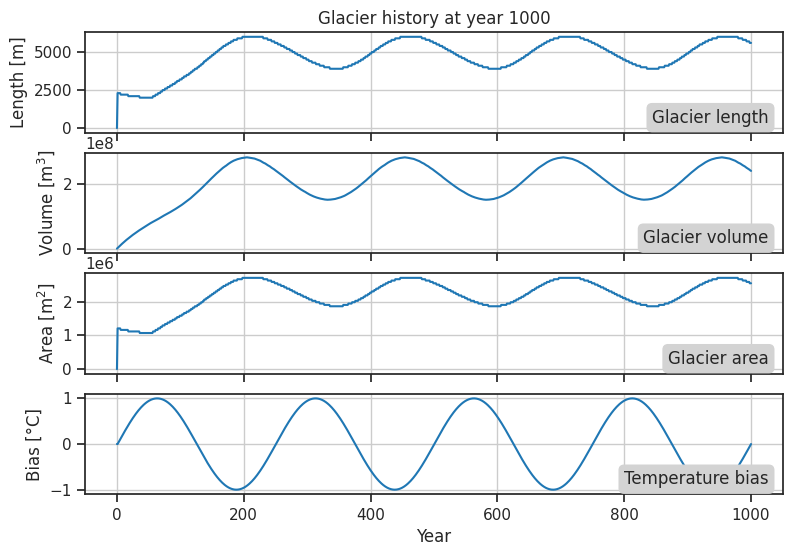 Glacier history at year 1000
Length [m]
5000
2500
0
Glacier length
1e8
Volume [m³]
2
0
Glacier volume
1e6
Area [m²]
2
1
0
Glacier area
Bias [°C]
1
0
−1
Temperature bias
0 200 400 600 800 1000
Year